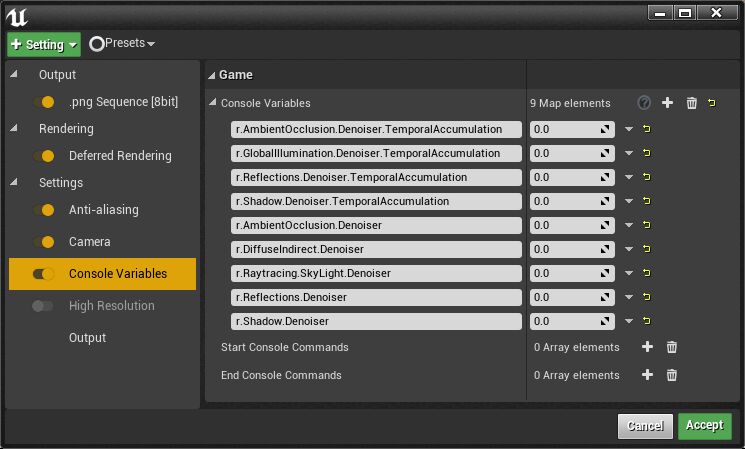 Setting
Presets
Output
.png Sequence [8bit]
Rendering
Deferred Rendering
Settings
Anti-aliasing
Camera
Console Variables
High Resolution
Output
Game
Console Variables 9 Map elements
r.AmbientOcclusion.Denoiser.TemporalAccumulation 0.0
r.GlobalIllumination.Denoiser.TemporalAccumulation 0.0
r.Reflections.Denoiser.TemporalAccumulation 0.0
r.Shadow.Denoiser.TemporalAccumulation 0.0
r.AmbientOcclusion.Denoiser 0.0
r.DiffuseIndirect.Denoiser 0.0
r.Raytracing.SkyLight.Denoiser 0.0
r.Reflections.Denoiser 0.0
r.Shadow.Denoiser 0.0
Start Console Commands 0 Array elements
End Console Commands 0 Array elements
Cancel
Accept